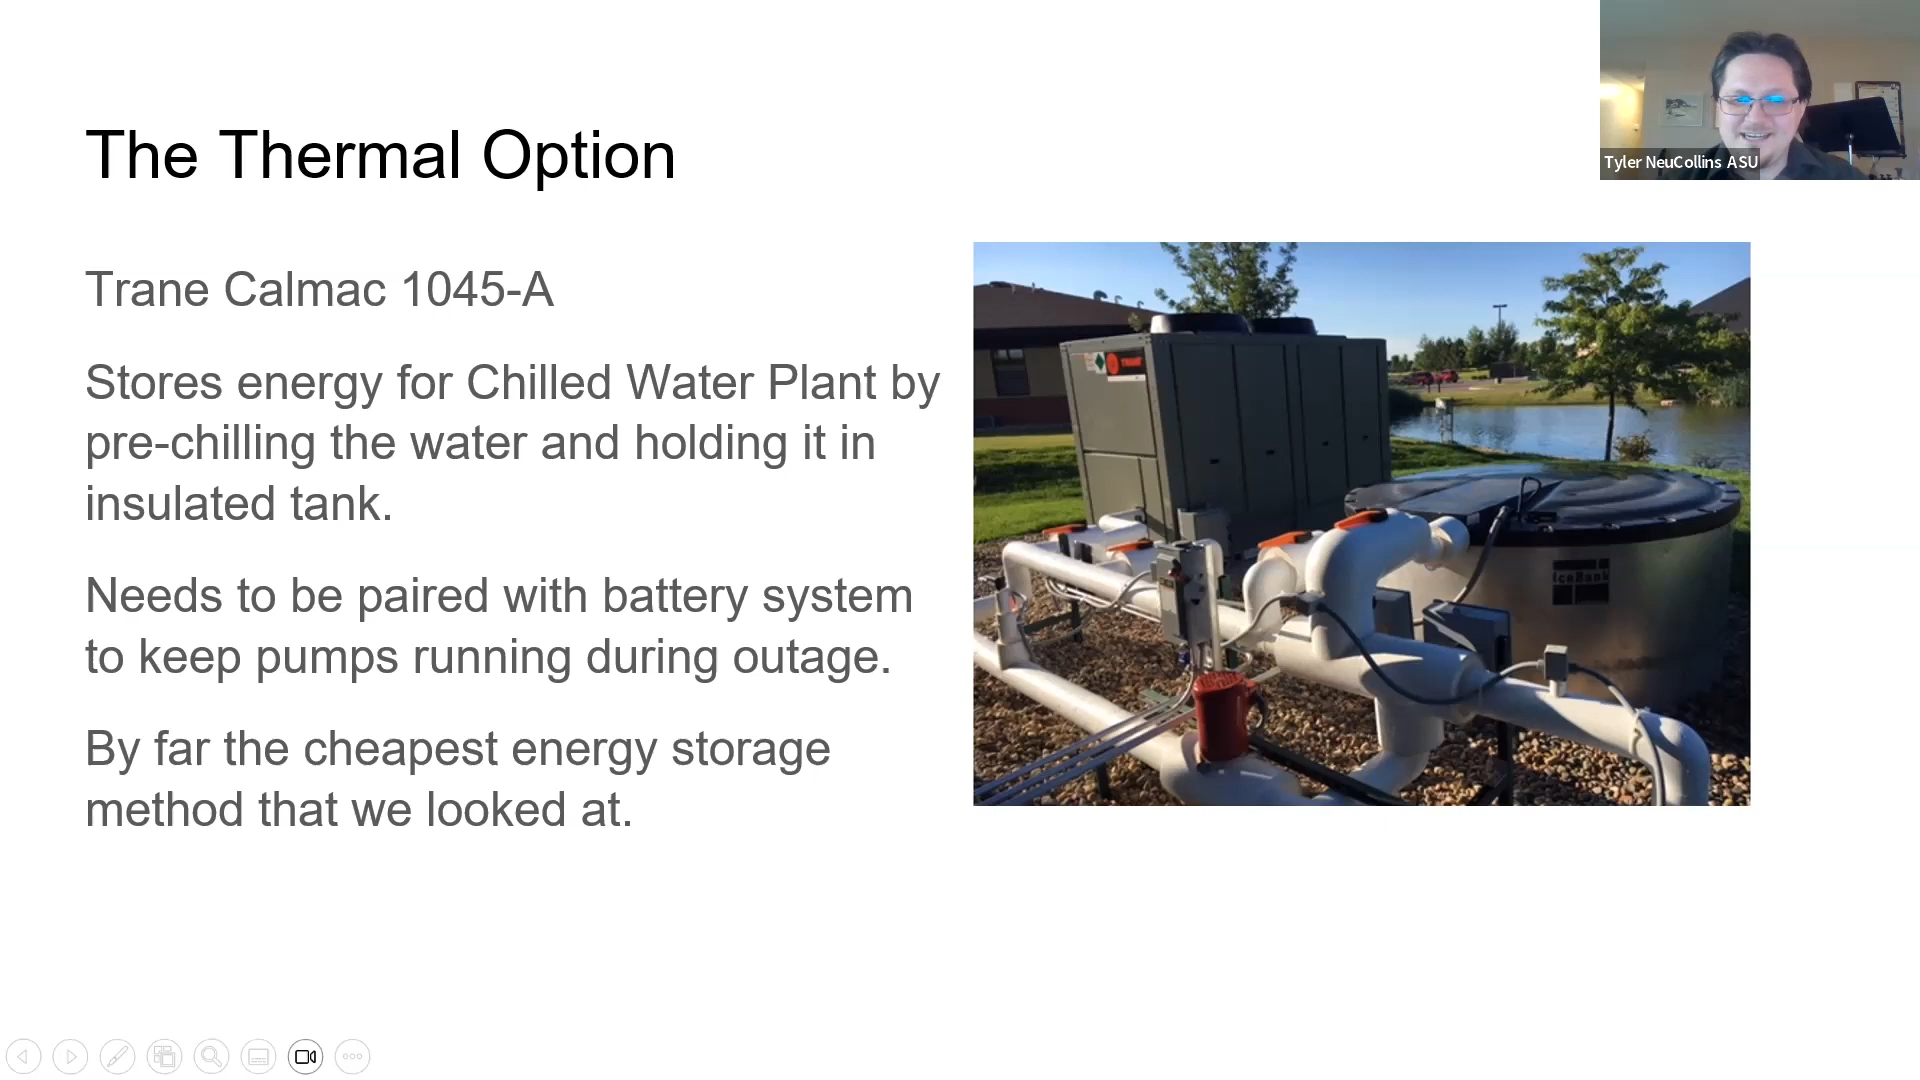 The Thermal Option
Tyler NeuCollins ASU
Trane Calmac 1045-A
Stores energy for Chilled Water Plant by
pre-chilling the water and holding it in
insulated tank.
Needs to be paired with battery system
to keep pumps running during outage.
By far the cheapest energy storage
method that we looked at.
TRANE
IceBank